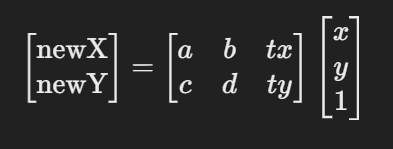 [newX] = [a b tx] [x]
[newY] [c d ty] [y]
[1]